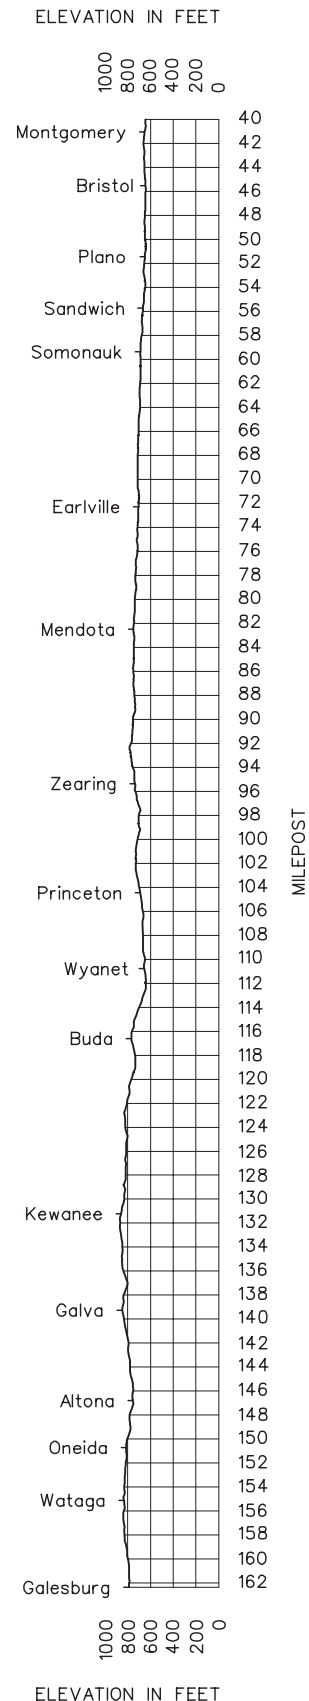 ELEVATION IN FEET
1000 800 600 400 200 0
40
Montgomery
42
44
Bristol
46
48
50
Plano
52
54
Sandwich
56
58
Somonauk
60
62
64
66
68
70
Earlville
72
74
76
78
80
Mendota
82
84
86
88
90
92
94
Zearing
96
98
100
102
Princeton
104
106
108
MILEPOST
Wyanet
110
112
114
Buda
116
118
120
122
124
126
128
130
Kewanee
132
134
136
138
Galva
140
142
144
146
Altona
148
Oneida
150
152
154
Wataga
156
158
160
Galesburg
162
1000 800 600 400 200 0
ELEVATION IN FEET